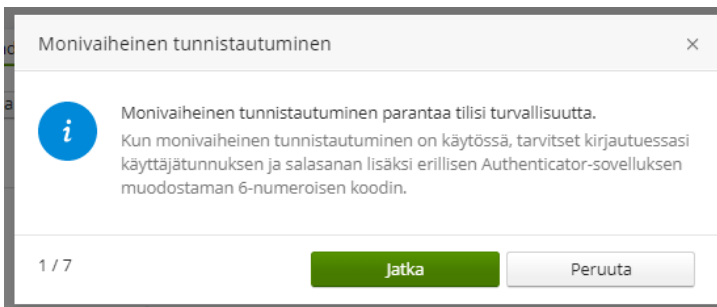 Monivaiheinen tunnistautuminen
Monivaiheinen tunnistautuminen parantaa tilisi turvallisuutta.
Kun monivaiheinen tunnistautuminen on käytössä, tarvitset kirjautuessasi
käyttäjätunnuksen ja salasanan lisäksi erillisen Authenticator-sovelluksen
muodostaman 6-numeroisen koodin.
1 / 7
Jatka
Peruuta